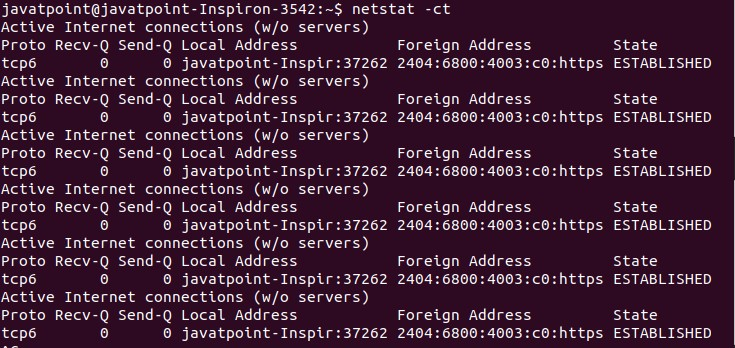 javatpoint@javatpoint-Inspiron-3542:~$ netstat -ct
Active Internet connections (w/o servers)
Proto Recv-Q Send-Q Local Address           Foreign Address         State
tcp6       0      0 javatpoint-Inspir:37262 2404:6800:4003:c0:https ESTABLISHED
Active Internet connections (w/o servers)
Proto Recv-Q Send-Q Local Address           Foreign Address         State
tcp6       0      0 javatpoint-Inspir:37262 2404:6800:4003:c0:https ESTABLISHED
Active Internet connections (w/o servers)
Proto Recv-Q Send-Q Local Address           Foreign Address         State
tcp6       0      0 javatpoint-Inspir:37262 2404:6800:4003:c0:https ESTABLISHED
Active Internet connections (w/o servers)
Proto Recv-Q Send-Q Local Address           Foreign Address         State
tcp6       0      0 javatpoint-Inspir:37262 2404:6800:4003:c0:https ESTABLISHED
Active Internet connections (w/o servers)
Proto Recv-Q Send-Q Local Address           Foreign Address         State
tcp6       0      0 javatpoint-Inspir:37262 2404:6800:4003:c0:https ESTABLISHED
Active Internet connections (w/o servers)
Proto Recv-Q Send-Q Local Address           Foreign Address         State
tcp6       0      0 javatpoint-Inspir:37262 2404:6800:4003:c0:https ESTABLISHED